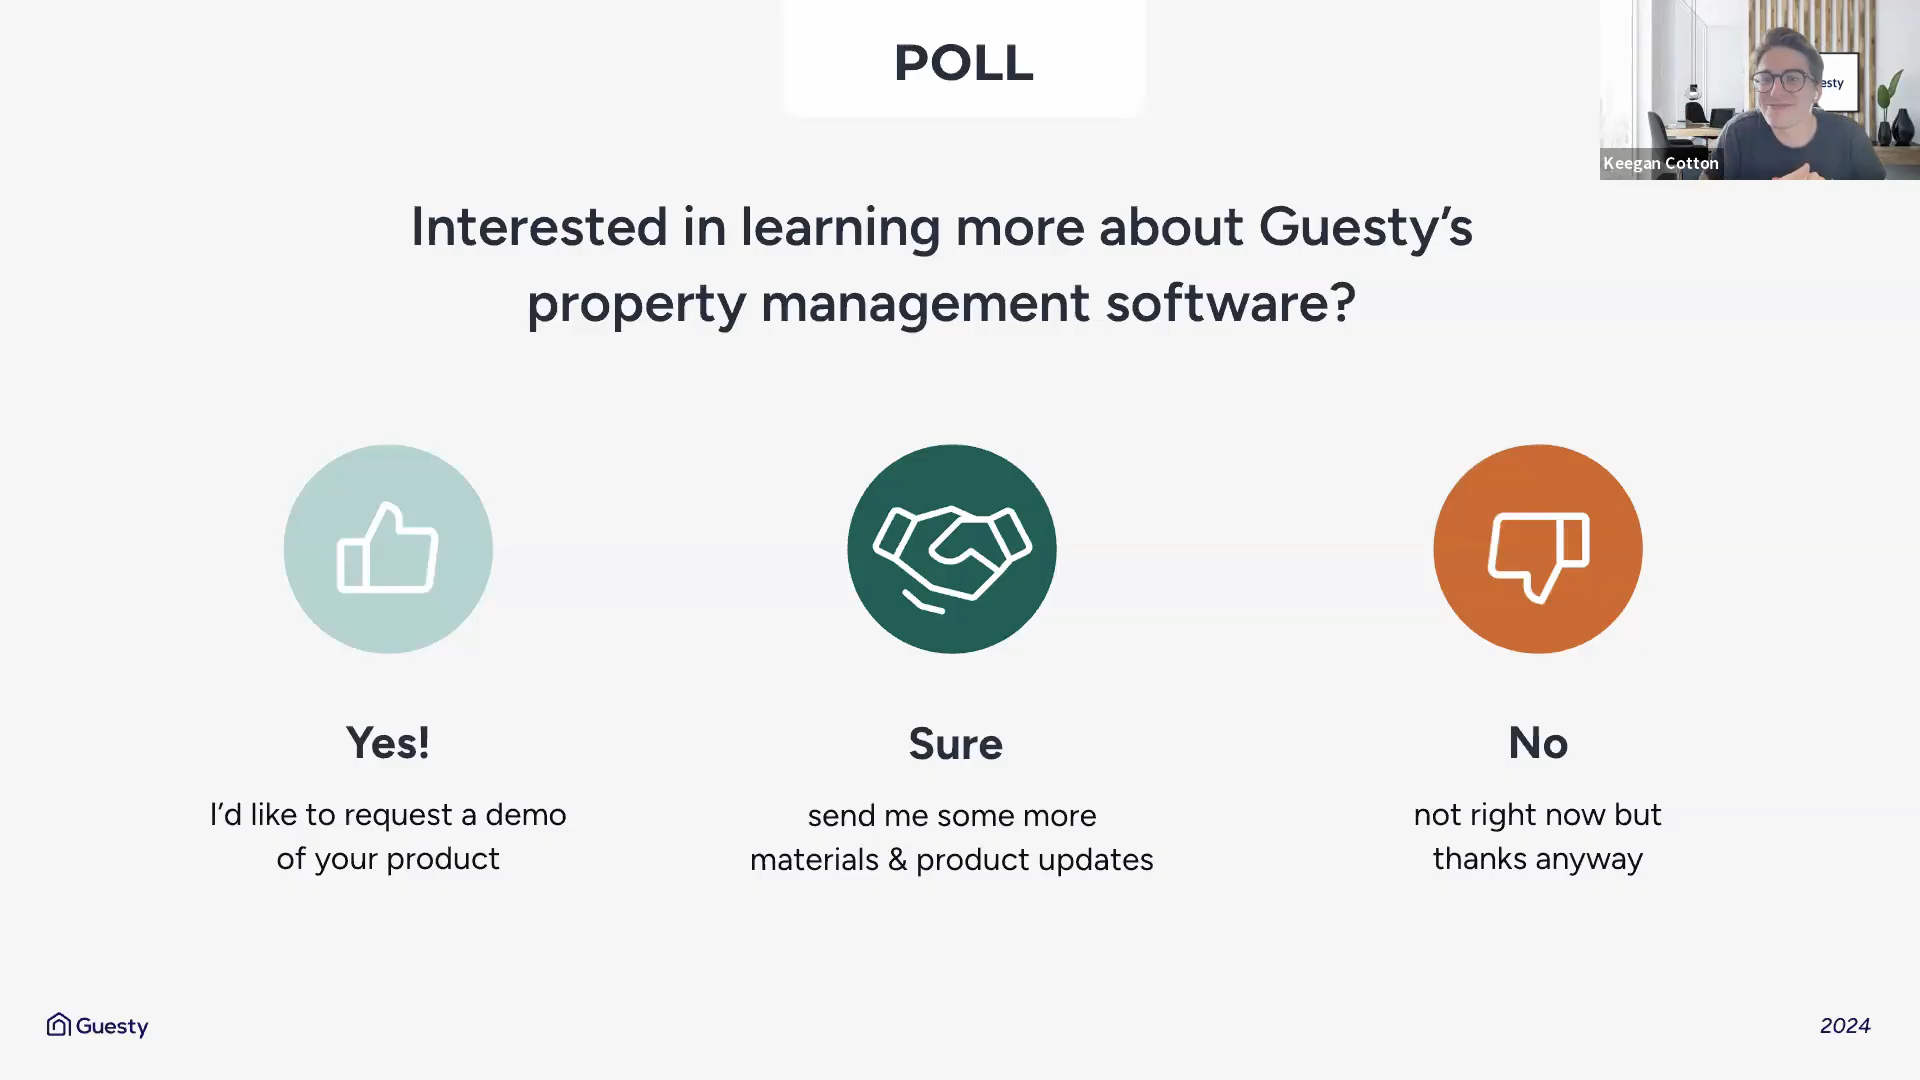 POLL
esty
Keegan Cotton
Interested in learning more about Guesty’s
property management software?
Yes!
I’d like to request a demo
of your product
Sure
send me some more
materials & product updates
No
not right now but
thanks anyway
Guesty
2024